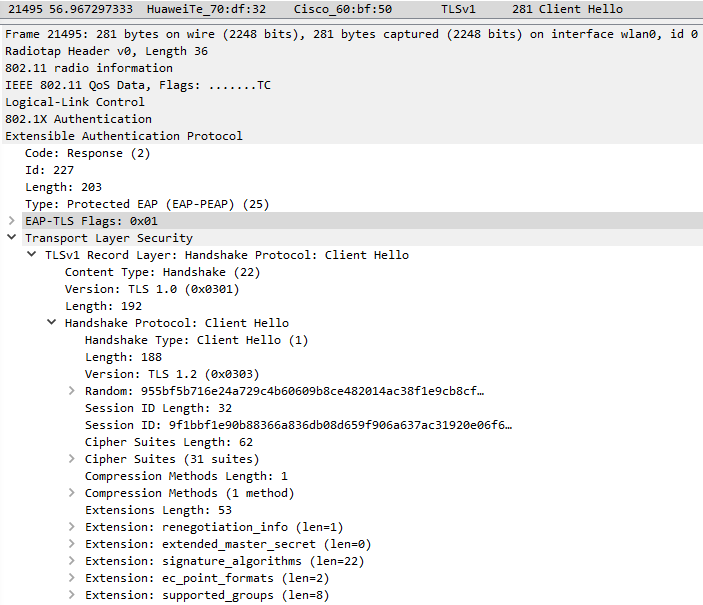 21495 56.967297333 HuaweiTe_70:df:32 Cisco_60:bf:50 TLSv1 281 Client Hello
Frame 21495: 281 bytes on wire (2248 bits), 281 bytes captured (2248 bits) on interface wlan0, id 0
Radiotap Header v0, Length 36
802.11 radio information
IEEE 802.11 QoS Data, Flags: .......TC
Logical-Link Control
802.1X Authentication
Extensible Authentication Protocol
Code: Response (2)
Id: 227
Length: 203
Type: Protected EAP (EAP-PEAP) (25)
EAP-TLS Flags: 0x01
Transport Layer Security
TLSv1 Record Layer: Handshake Protocol: Client Hello
Content Type: Handshake (22)
Version: TLS 1.0 (0x0301)
Length: 192
Handshake Protocol: Client Hello
Handshake Type: Client Hello (1)
Length: 188
Version: TLS 1.2 (0x0303)
Random: 955bf5b716e24a729c4b60609b8ce482014ac38f1e9cb8cf…
Session ID Length: 32
Session ID: 9f1bbf1e90b88366a836db08d659f906a637ac31920e06f6…
Cipher Suites Length: 62
Cipher Suites (31 suites)
Compression Methods Length: 1
Compression Methods (1 method)
Extensions Length: 53
Extension: renegotiation_info (len=1)
Extension: extended_master_secret (len=0)
Extension: signature_algorithms (len=22)
Extension: ec_point_formats (len=2)
Extension: supported_groups (len=8)